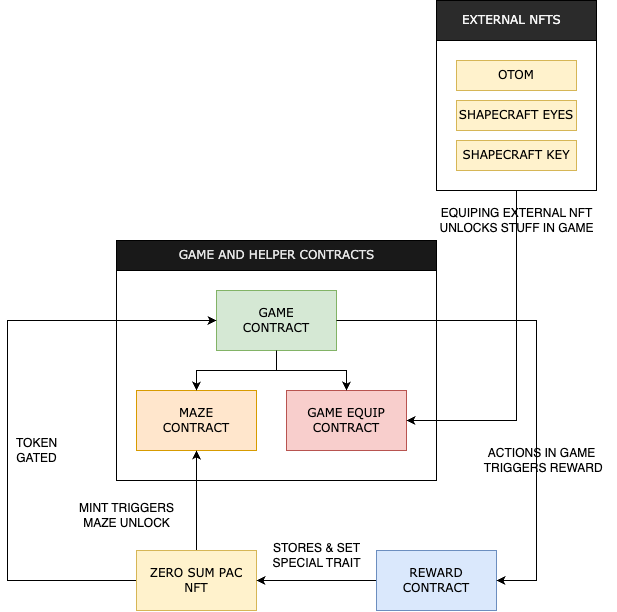 EXTERNAL NFTS
OTOM
SHAPECRAFT EYES
SHAPECRAFT KEY
EQUIPING EXTERNAL NFT
UNLOCKS STUFF IN GAME
GAME AND HELPER CONTRACTS
GAME
CONTRACT
MAZE
CONTRACT
GAME EQUIP
CONTRACT
TOKEN
GATED
ACTIONS IN GAME
TRIGGERS REWARD
MINT TRIGGERS
MAZE UNLOCK
STORES & SET
SPECIAL TRAIT
ZERO SUM PAC
NFT
REWARD
CONTRACT